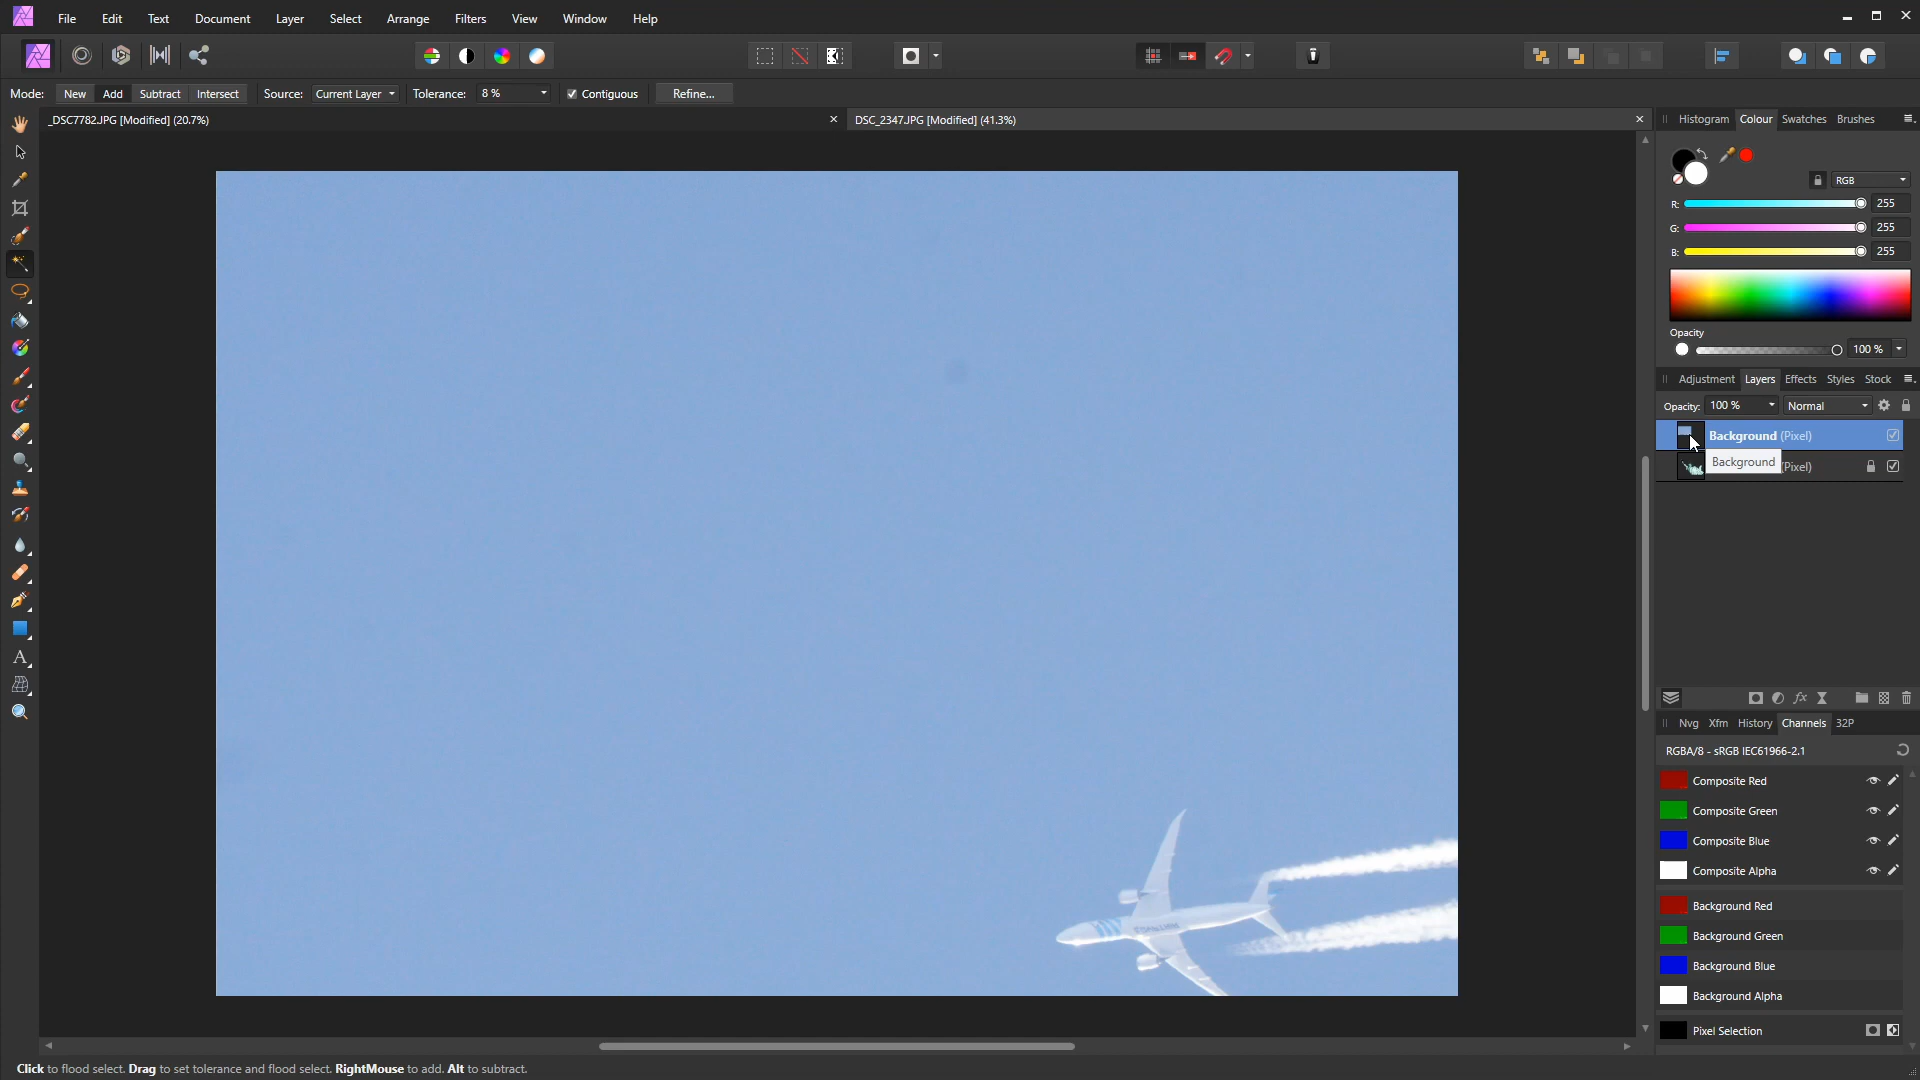 File Edit Text Document Layer Select Arrange Filters View Window Help
Mode: New Add Subtract Intersect Source: Current Layer Tolerance: 8 % Contiguous Refine...
_DSC7782.JPG [Modified] (20.7%) DSC_2347.JPG [Modified] (41.3%)
Histogram Colour Swatches Brushes
RGB
R: 255
G: 255
B: 255
Opacity
100 %
Adjustment Layers Effects Styles Stock
Opacity: 100 % Normal
Background (Pixel)
Background
(Pixel)
fx
Nvg Xfm History Channels 32P
RGBA/8 - sRGB IEC61966-2.1
Composite Red
Composite Green
Composite Blue
Composite Alpha
Background Red
Background Green
Background Blue
Background Alpha
Pixel Selection
Click to flood select. Drag to set tolerance and flood select. RightMouse to add. Alt to subtract.